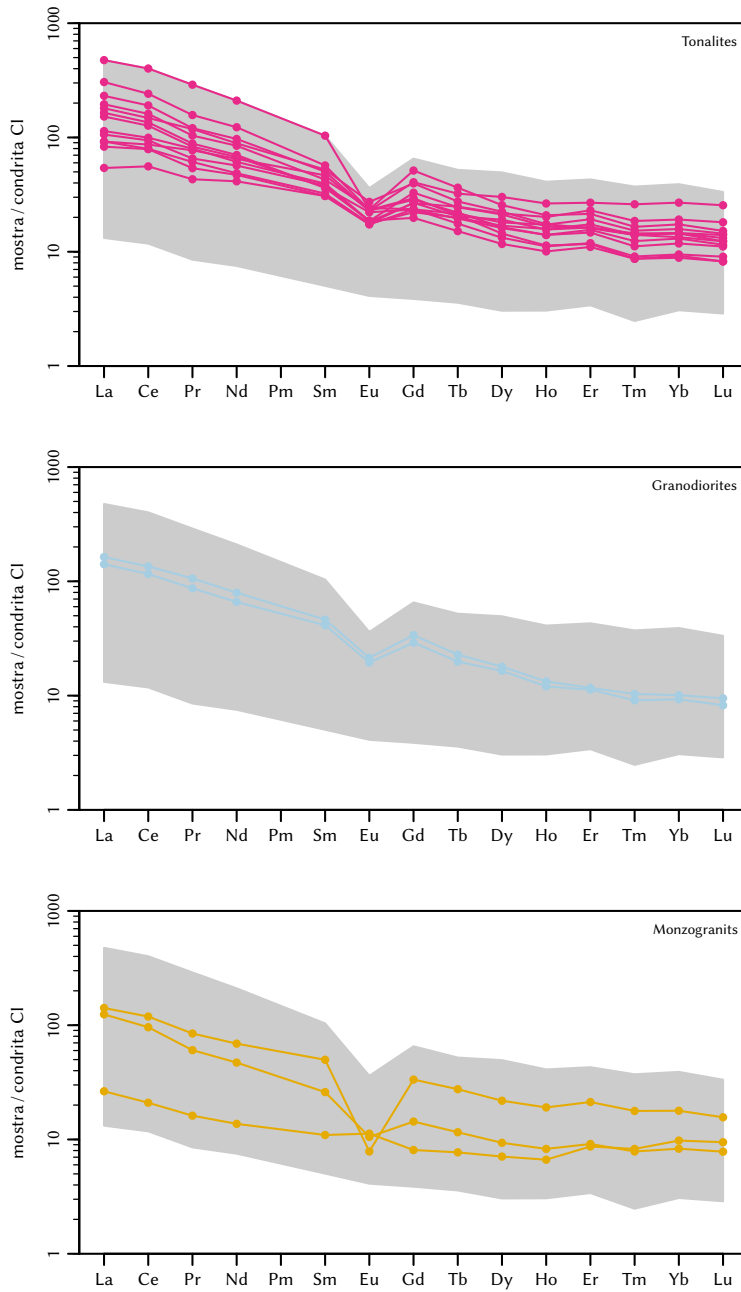 Tonalites
1000
100
10
1
mostra / condrita CI
La Ce Pr Nd Pm Sm Eu Gd Tb Dy Ho Er Tm Yb Lu
Granodiorites
1000
100
10
1
mostra / condrita CI
La Ce Pr Nd Pm Sm Eu Gd Tb Dy Ho Er Tm Yb Lu
Monzogranits
1000
100
10
1
mostra / condrita CI
La Ce Pr Nd Pm Sm Eu Gd Tb Dy Ho Er Tm Yb Lu